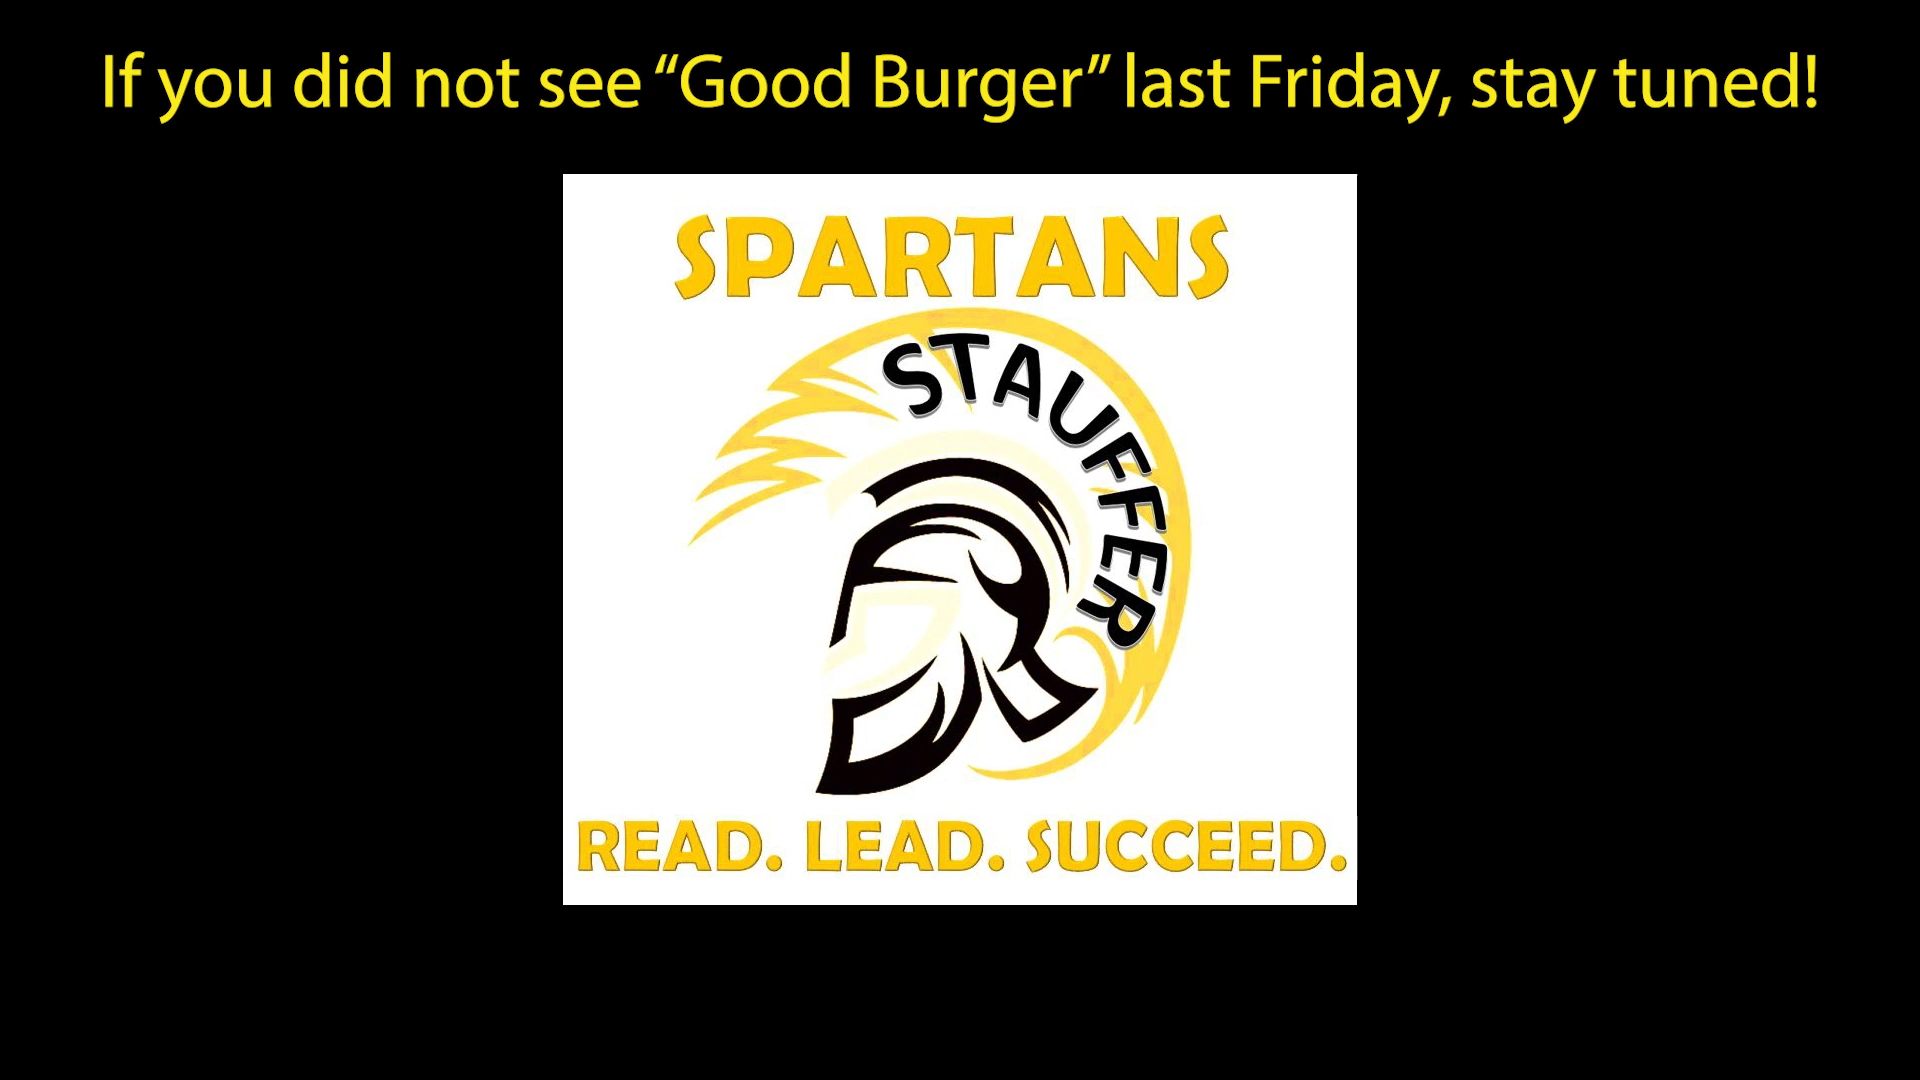 If you did not see “Good Burger” last Friday, stay tuned!
SPARTANS
STAUFFER
READ. LEAD. SUCCEED.